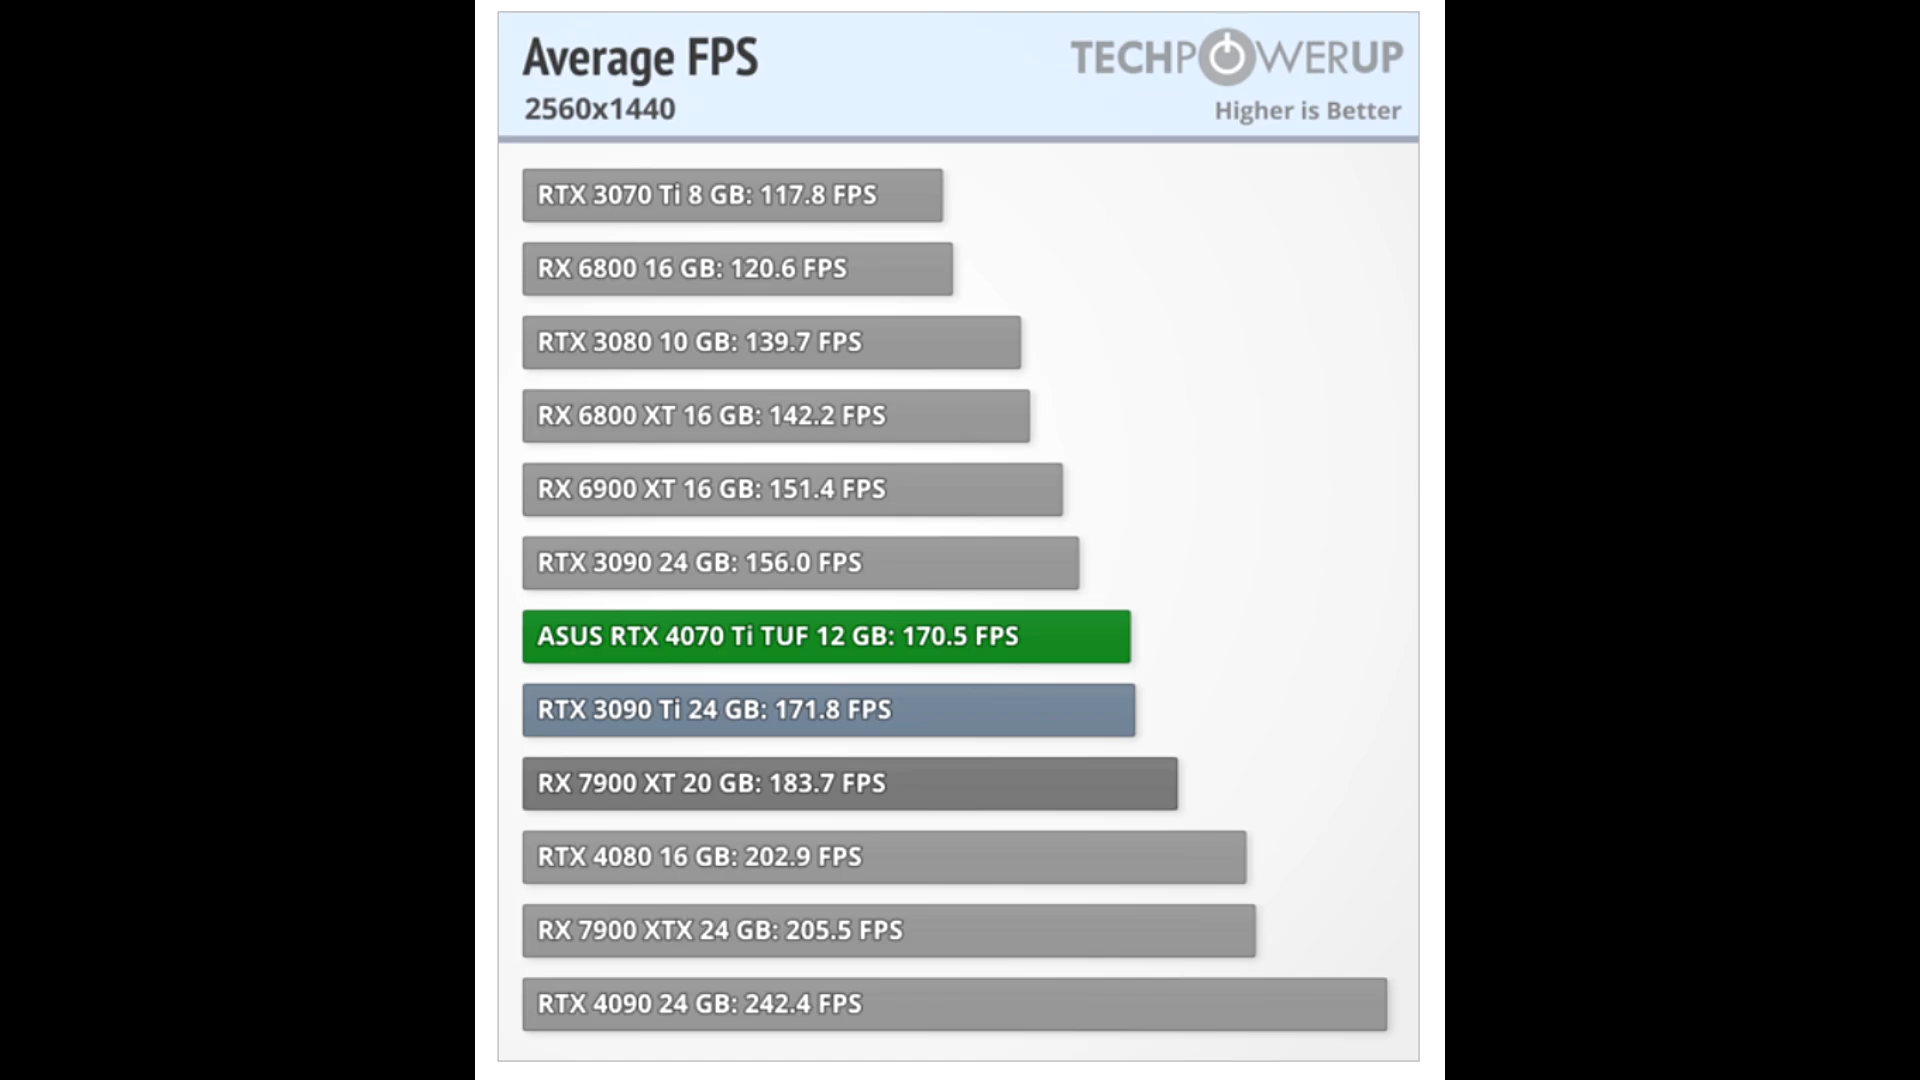 Average FPS
TECHPOWERUP
2560x1440
Higher is Better
RTX 3070 Ti 8 GB: 117.8 FPS
RX 6800 16 GB: 120.6 FPS
RTX 3080 10 GB: 139.7 FPS
RX 6800 XT 16 GB: 142.2 FPS
RX 6900 XT 16 GB: 151.4 FPS
RTX 3090 24 GB: 156.0 FPS
ASUS RTX 4070 Ti TUF 12 GB: 170.5 FPS
RTX 3090 Ti 24 GB: 171.8 FPS
RX 7900 XT 20 GB: 183.7 FPS
RTX 4080 16 GB: 202.9 FPS
RX 7900 XTX 24 GB: 205.5 FPS
RTX 4090 24 GB: 242.4 FPS